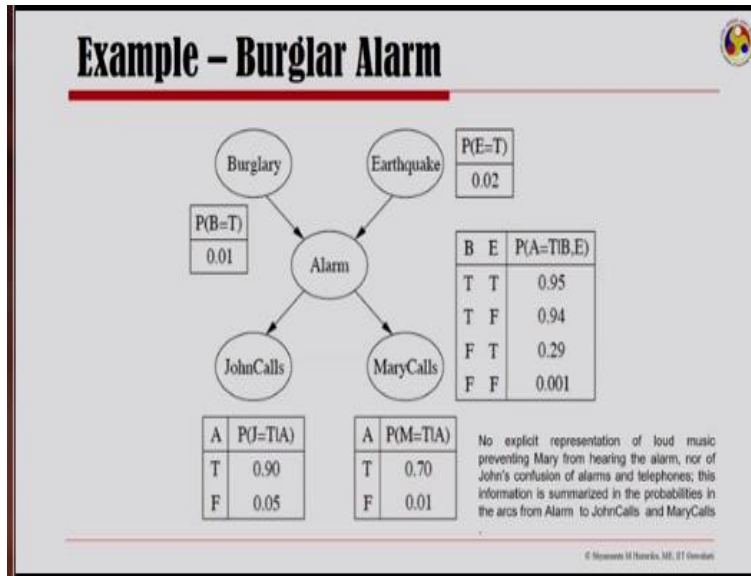 Example – Burglar Alarm
Burglary
Earthquake
P(E=T)
0.02
P(B=T)
0.01
Alarm
B E P(A=T|B,E)
T T 0.95
T F 0.94
F T 0.29
F F 0.001
JohnCalls
MaryCalls
A P(J=T|A)
T 0.90
F 0.05
A P(M=T|A)
T 0.70
F 0.01
No explicit representation of loud music
preventing Mary from hearing the alarm, nor of
John's confusion of alarms and telephones; this
information is summarized in the probabilities in
the arcs from Alarm to JohnCalls and MaryCalls
.